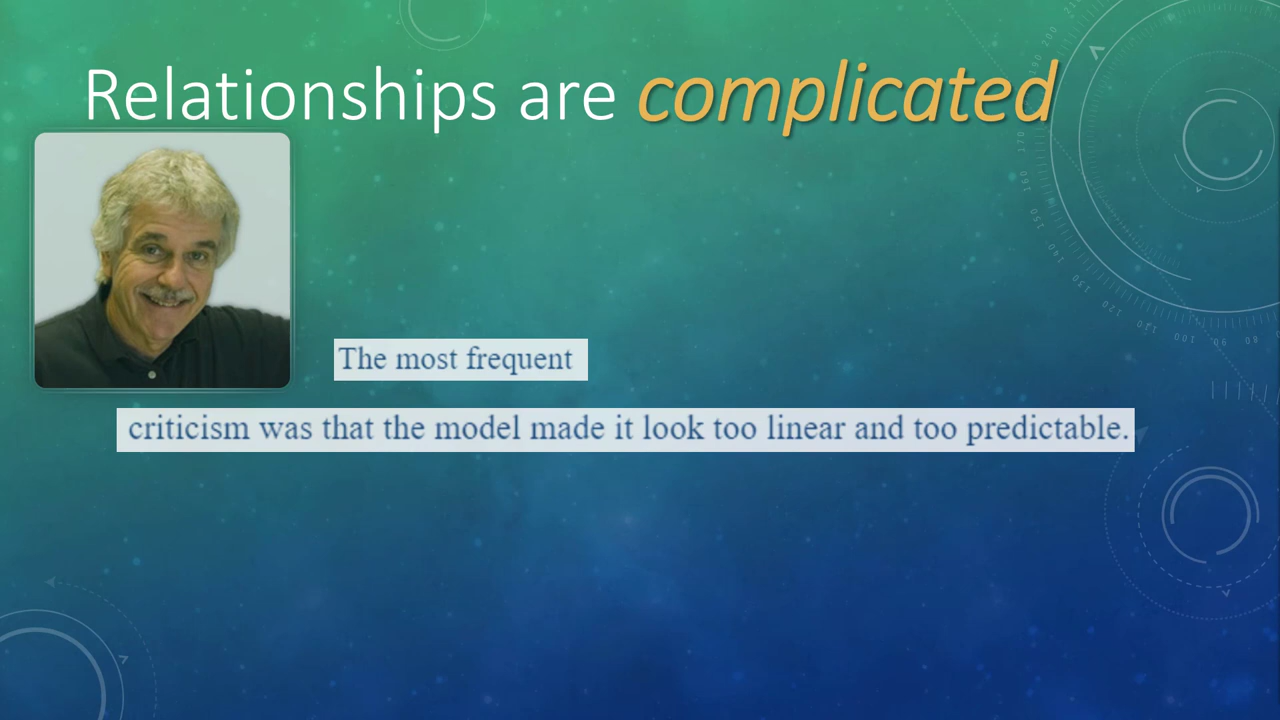 Relationships are complicated
The most frequent
criticism was that the model made it look too linear and too predictable.